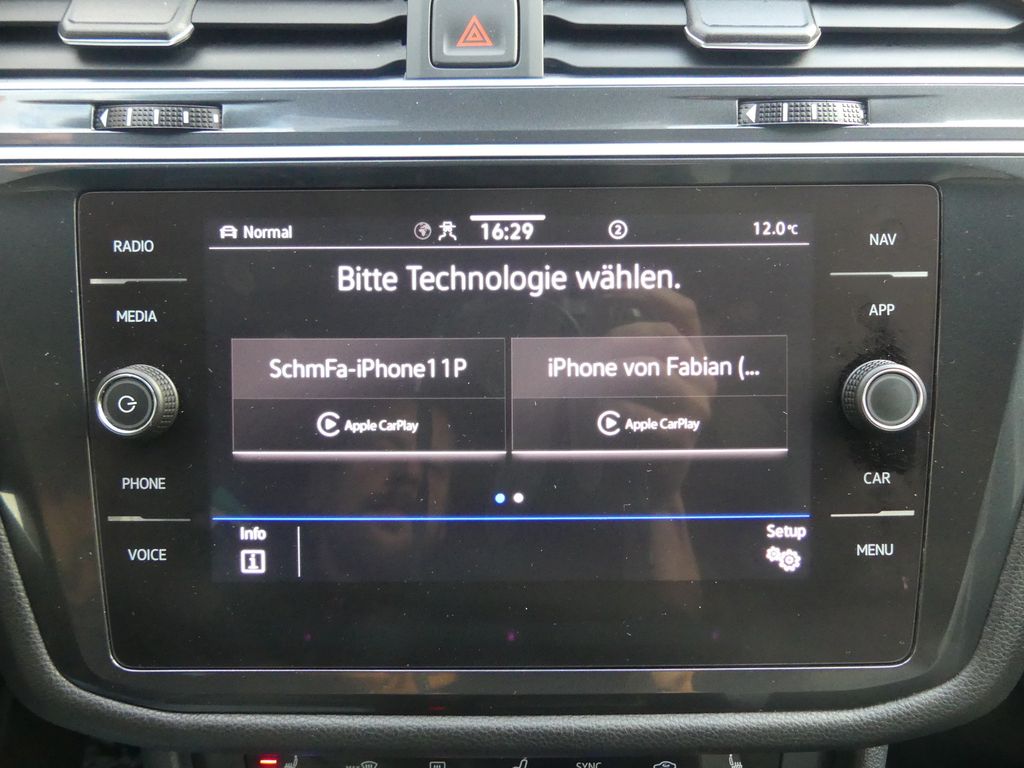 Normal
16:29
2
12.0°C
RADIO
NAV
Bitte Technologie wählen.
MEDIA
APP
SchmFa-iPhone11P
iPhone von Fabian (...
Apple CarPlay
Apple CarPlay
PHONE
CAR
Info
Setup
VOICE
MENU
MAX
SYNC